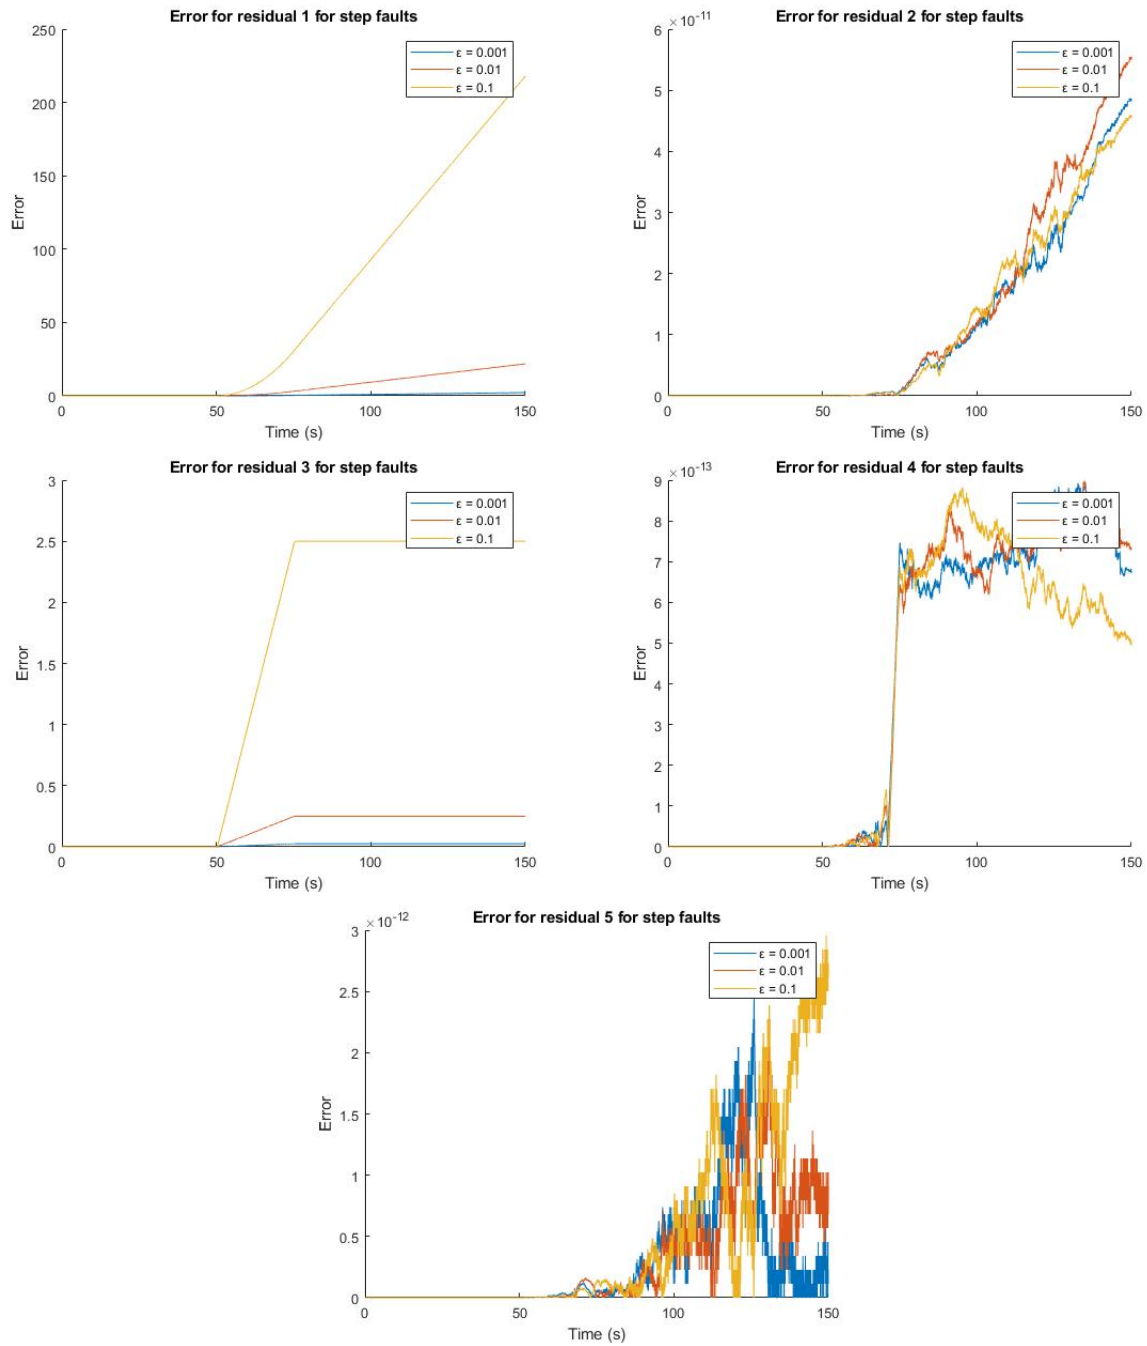 Error for residual 1 for step faults
250
200
150
100
50
0
Error
0 50 100 150
Time (s)
ε = 0.001
ε = 0.01
ε = 0.1
×10-11
Error for residual 2 for step faults
6
5
4
3
2
1
0
Error
0 50 100 150
Time (s)
ε = 0.001
ε = 0.01
ε = 0.1
Error for residual 3 for step faults
3
2.5
2
1.5
1
0.5
0
Error
0 50 100 150
Time (s)
ε = 0.001
ε = 0.01
ε = 0.1
×10-13
Error for residual 4 for step faults
9
8
7
6
5
4
3
2
1
0
Error
0 50 100 150
Time (s)
ε = 0.001
ε = 0.01
ε = 0.1
×10-12
Error for residual 5 for step faults
3
2.5
2
1.5
1
0.5
0
Error
0 50 100 150
Time (s)
ε = 0.001
ε = 0.01
ε = 0.1